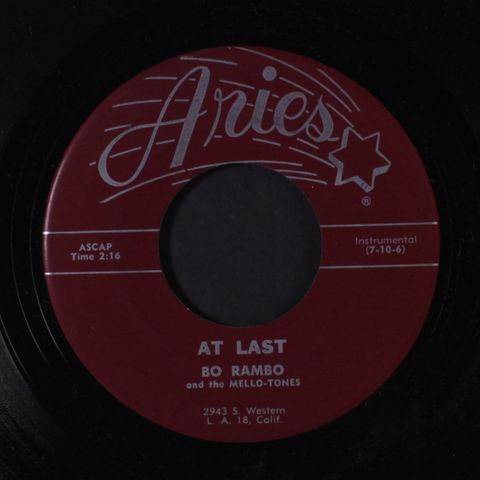 Aries
®
ASCAP
Time 2:16
Instrumental
(7-10-6)
AT LAST
BO RAMBO
and the MELLO-TONES
2943 S. Western
L. A. 18, Calif.